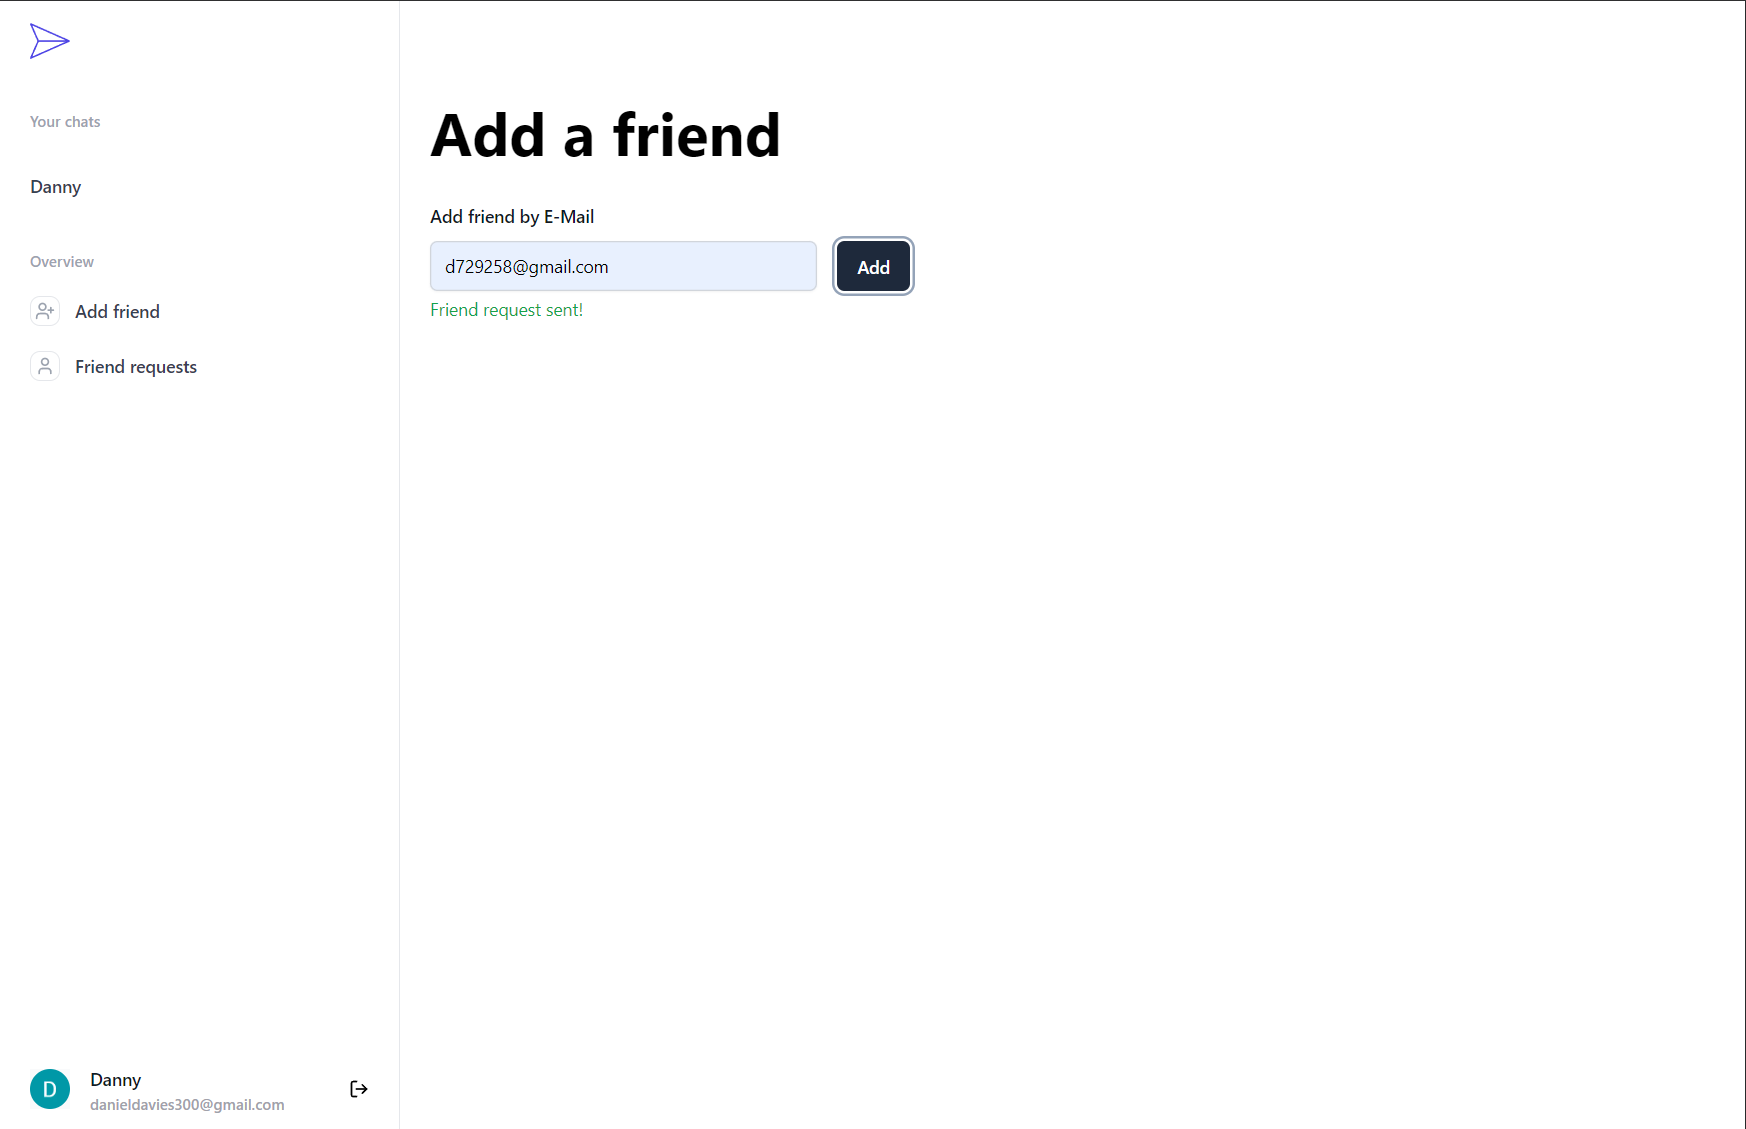 Your chats
Danny
Overview
Add friend
Friend requests
D
Danny
danieldavies300@gmail.com
Add a friend
Add friend by E-Mail
d729258@gmail.com
Add
Friend request sent!